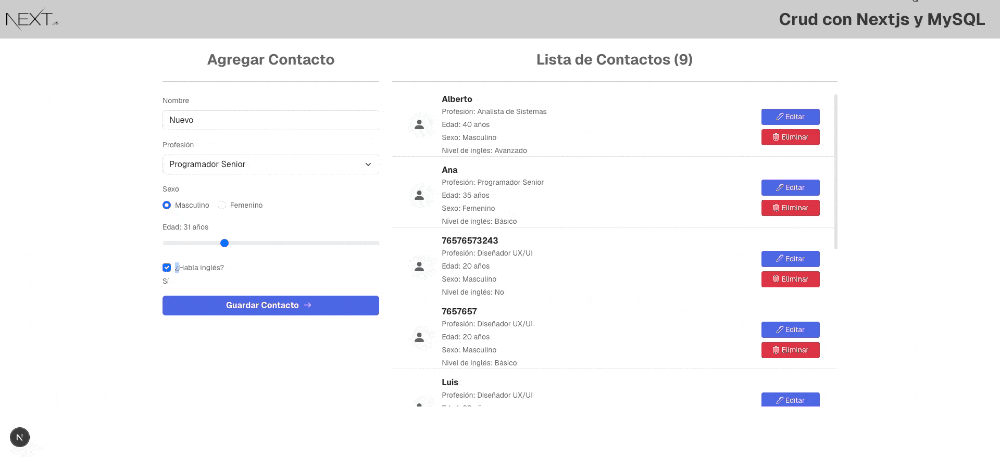 NEXT.JS
Crud con Nextjs y MySQL
Agregar Contacto
Nombre
Nuevo
Profesión
Programador Senior
Sexo
Masculino
Femenino
Edad: 31 años
¿Habla Inglés?
Sí
Guardar Contacto →
Lista de Contactos (9)
Alberto
Profesión: Analista de Sistemas
Edad: 40 años
Sexo: Masculino
Nivel de inglés: Avanzado
Editar
Eliminar
Ana
Profesión: Programador Senior
Edad: 35 años
Sexo: Femenino
Nivel de inglés: Básico
Editar
Eliminar
76576573243
Profesión: Diseñador UX/UI
Edad: 20 años
Sexo: Masculino
Nivel de inglés: No
Editar
Eliminar
7657657
Profesión: Diseñador UX/UI
Edad: 20 años
Sexo: Masculino
Nivel de inglés: Básico
Editar
Eliminar
Luis
Profesión: Diseñador UX/UI
Editar
N